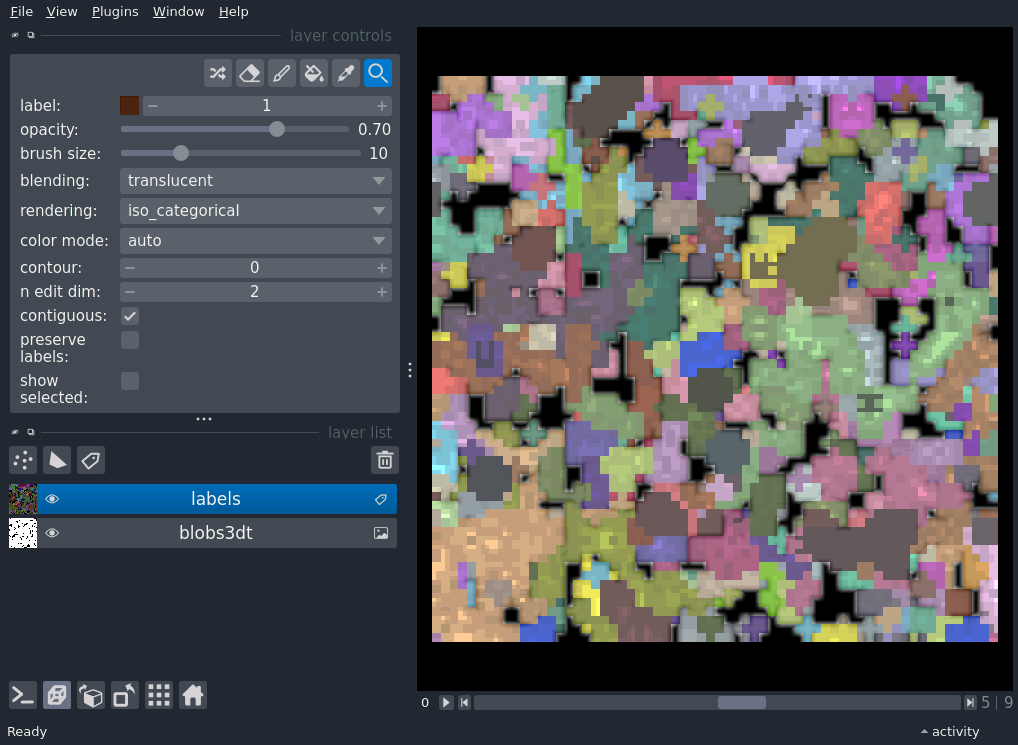 File View Plugins Window Help
layer controls
label: 1
opacity: 0.70
brush size: 10
blending: translucent
rendering: iso_categorical
color mode: auto
contour: 0
n edit dim: 2
contiguous:
preserve
labels:
show
selected:
layer list
labels
blobs3dt
0 5 | 9
Ready activity